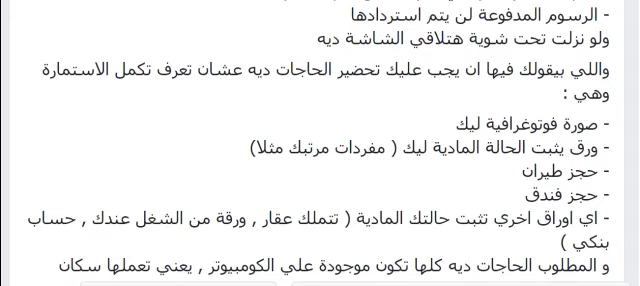 - الرسوم المدفوعة لن يتم استردادها
ولو نزلت تحت شوية هتلاقي الشاشة ديه
واللي بيقولك فيها ان يجب عليك تحضير الحاجات ديه عشان تعرف تكمل الاستمارة
وهي :
- صورة فوتوغرافية ليك
- ورق يثبت الحالة المادية ليك ( مفردات مرتبك مثلا)
- حجز طيران
- حجز فندق
- اي اوراق اخري تثبت حالتك المادية ( تتملك عقار , ورقة من الشغل عندك , حساب
بنكي )
و المطلوب الحاجات ديه كلها تكون موجودة علي الكومبيوتر , يعني تعملها سكان